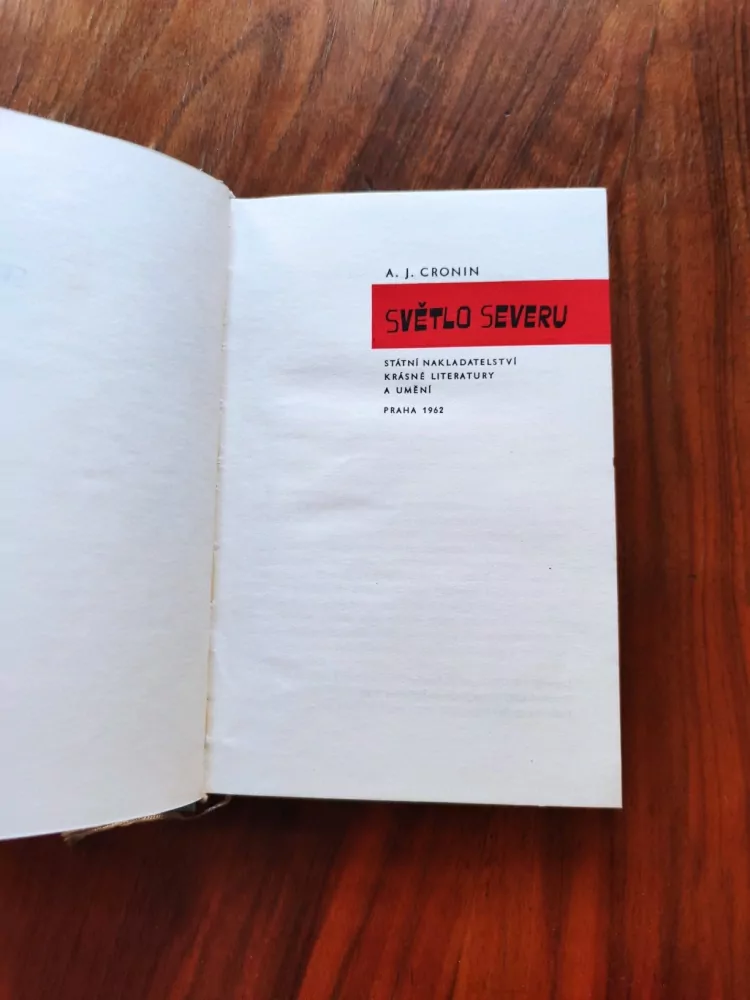 A. J. CRONIN
SVĚTLO SEVERU
STÁTNÍ NAKLADATELSTVÍ
KRÁSNÉ LITERATURY
A UMĚNÍ
PRAHA 1962